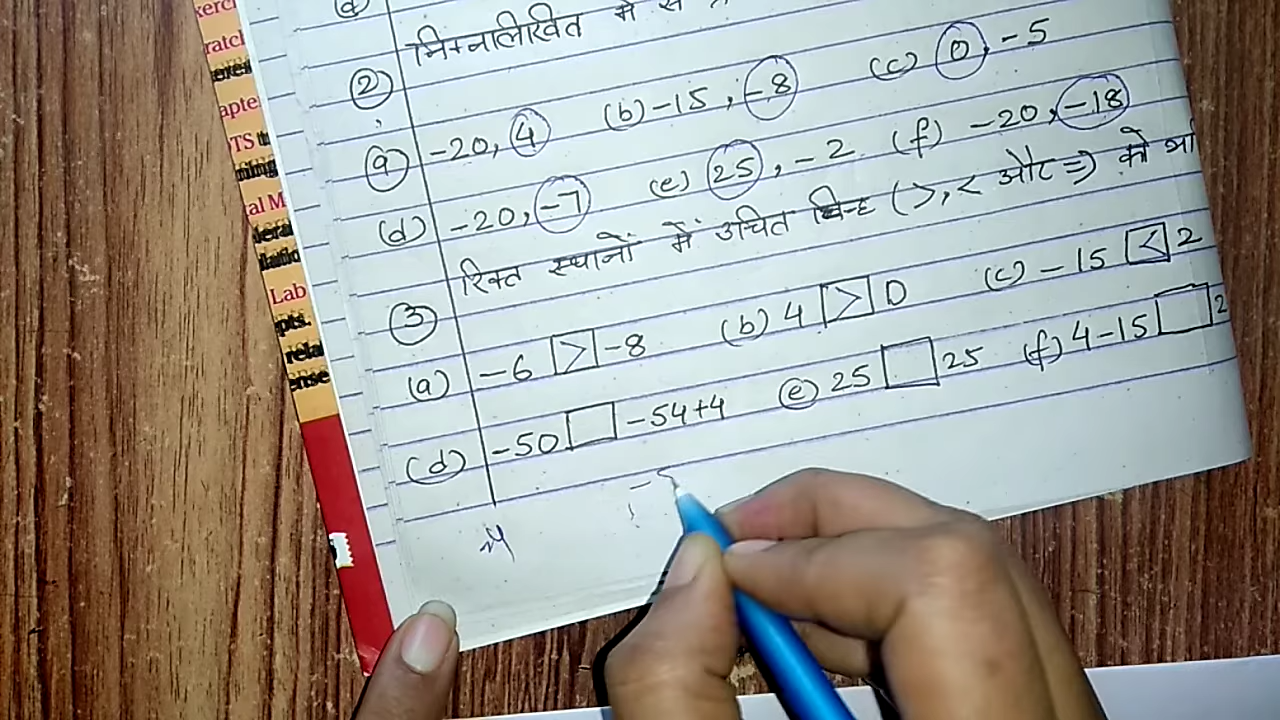 निम्नलिखित में से
(2)
(a) -20, 4 (b) -15, -8 (c) 0, -5
(d) -20, -7 (e) 25, -2 (f) -20, -18
(3) रिक्त स्थानों में उचित चिन्ह (>, < और =) को
(a) -6 > -8 (b) 4 > 0 (c) -15 < 2
(d) -50 □ -54+4 (e) 25 □ 25 (f) 4-15 □ 2
Lab